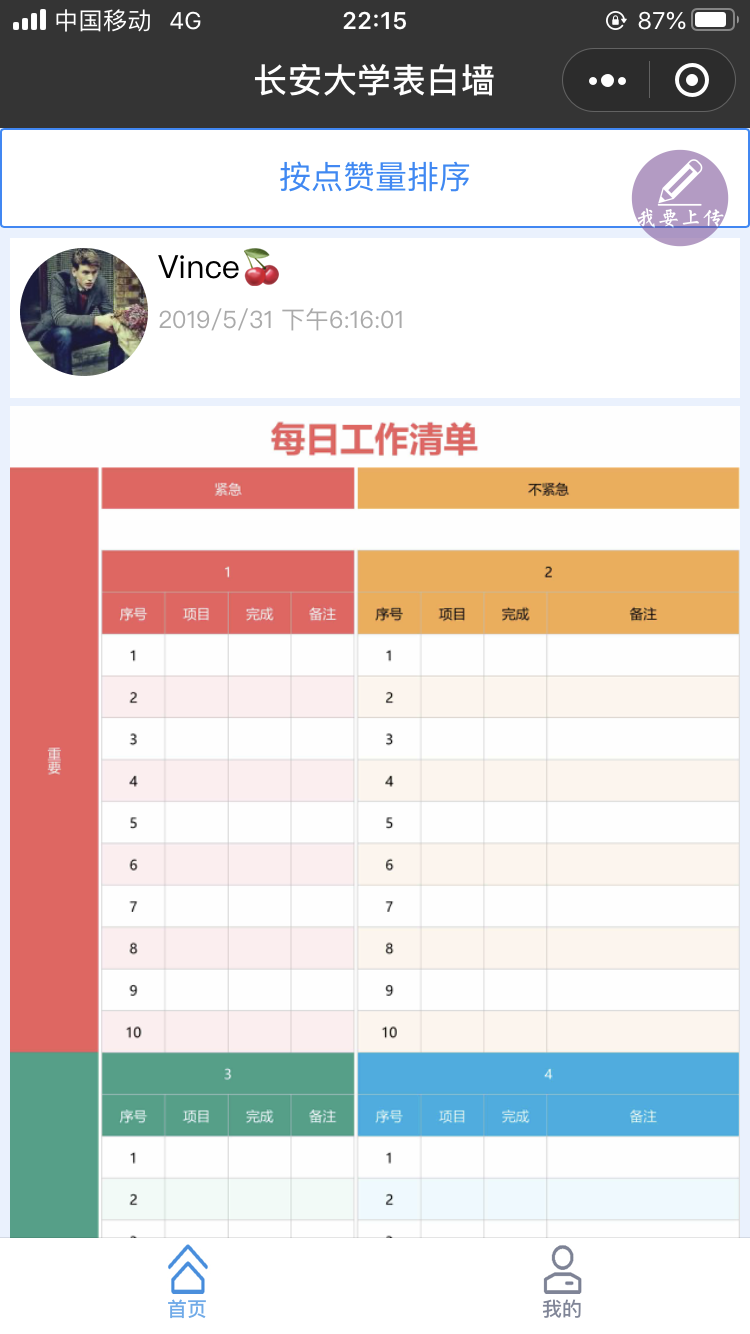 中国移动 4G 22:15 87%
长安大学表白墙
按点赞量排序
我要上传
Vince🍒
2019/5/31 下午6:16:01
每日工作清单
紧急 不紧急
1 2
序号 项目 完成 备注 序号 项目 完成 备注
1 1
2 2
3 3
重要
4 4
5 5
6 6
7 7
8 8
9 9
10 10
3 4
序号 项目 完成 备注 序号 项目 完成 备注
1 1
2 2
首页 我的